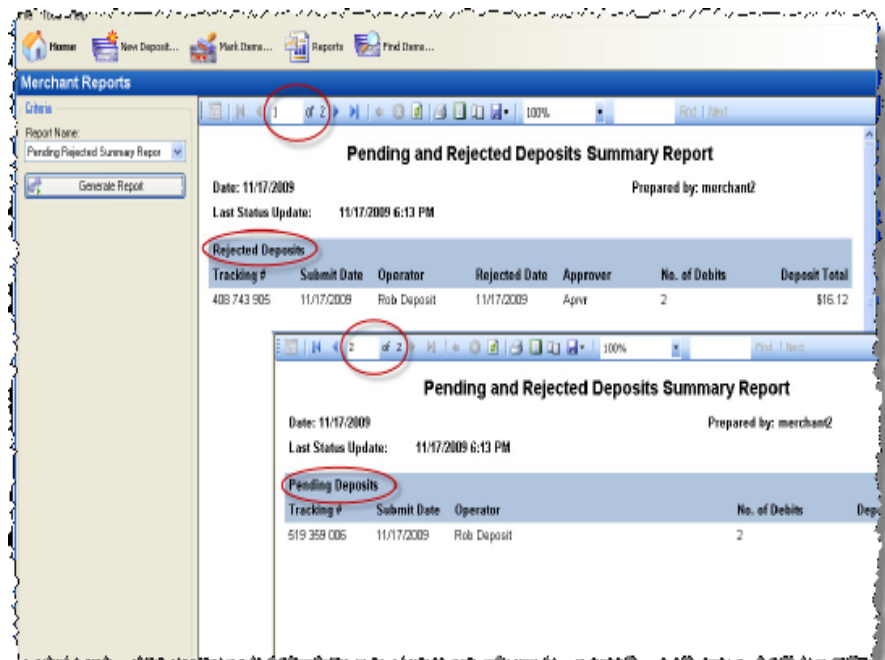 Home New Deposit... Mark Items... Reports Find Items...
Merchant Reports
Criteria
Report Name:
Pending Rejected Summary Repor
Generate Report
1 of 2 100% Find | Next
Pending and Rejected Deposits Summary Report
Date: 11/17/2009 Prepared by: merchant2
Last Status Update: 11/17/2009 6:13 PM
Rejected Deposits
Tracking # Submit Date Operator Rejected Date Approver No. of Debits Deposit Total
408 743 905 11/17/2009 Rob Deposit 11/17/2009 Aprvr 2 $16.12
2 of 2 100% Find | Next
Pending and Rejected Deposits Summary Report
Date: 11/17/2009 Prepared by: merchant2
Last Status Update: 11/17/2009 6:13 PM
Pending Deposits
Tracking # Submit Date Operator No. of Debits Depo
519 359 006 11/17/2009 Rob Deposit 2